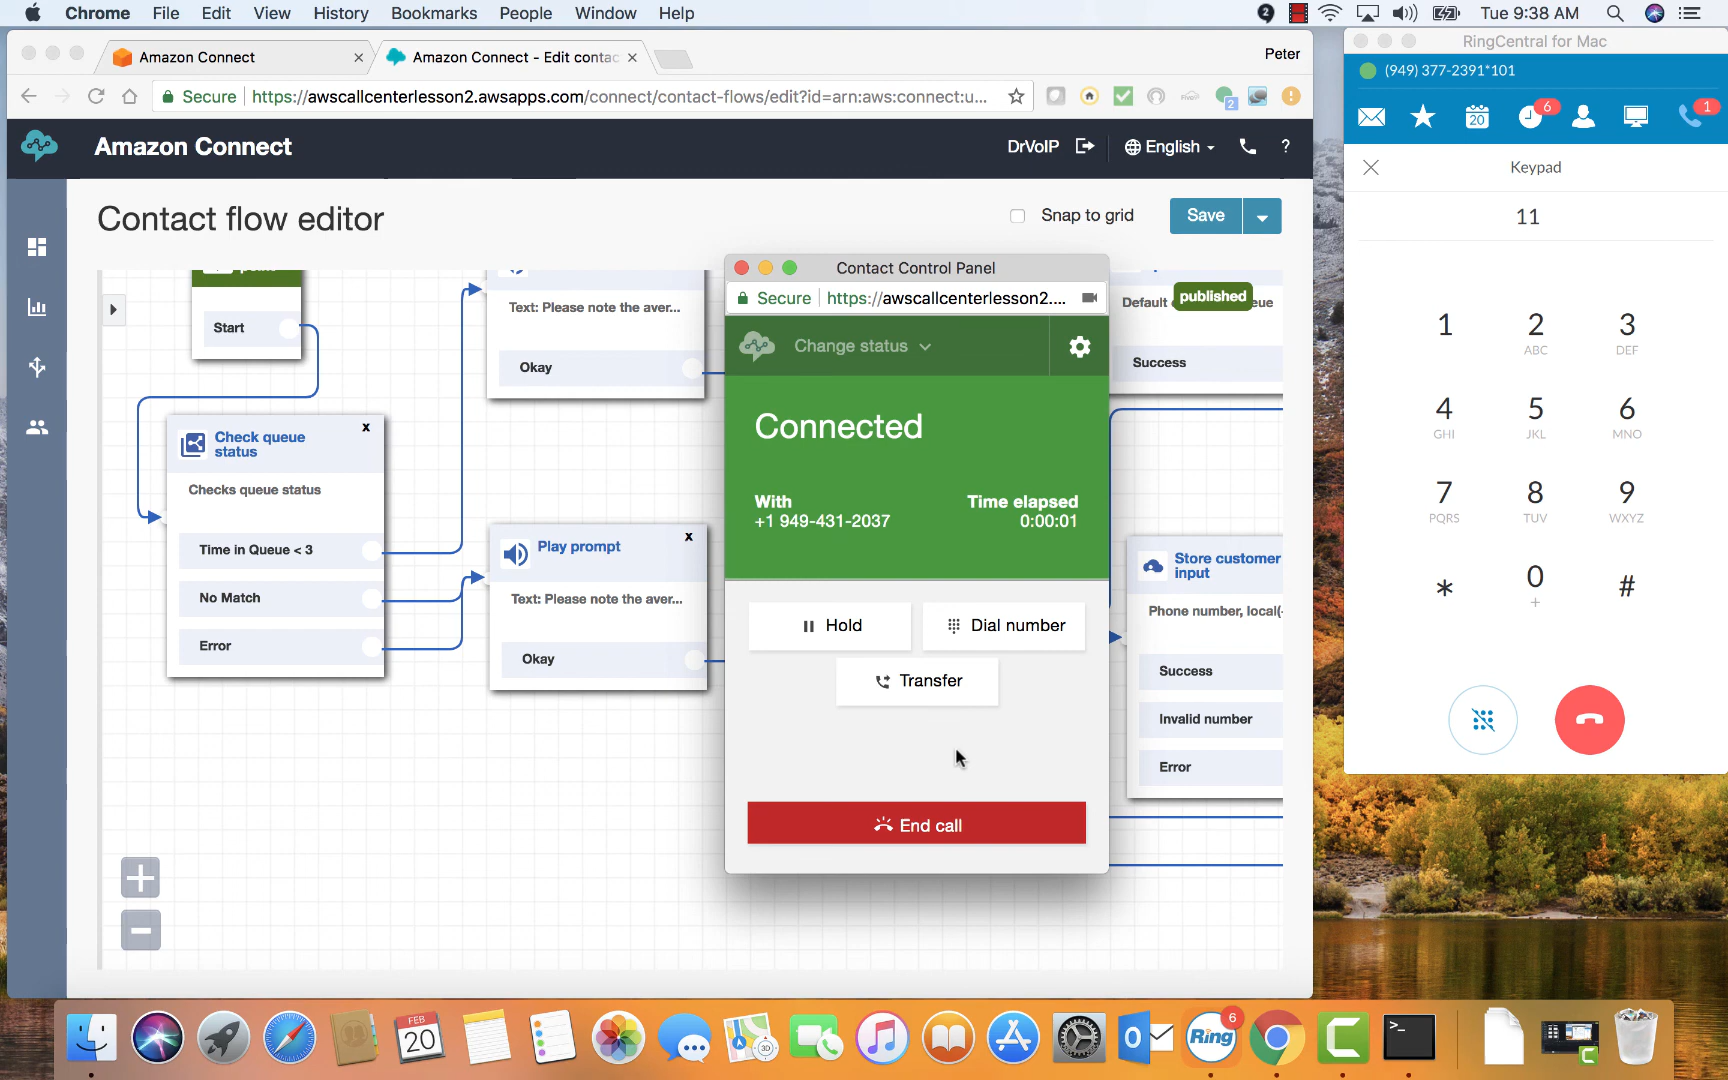 Chrome File Edit View History Bookmarks People Window Help
2 Tue 9:38 AM
Amazon Connect
Amazon Connect - Edit contac
Peter
Secure https://awscallcenterlesson2.awsapps.com/connect/contact-flows/edit?id=arn:aws:connect:u...
2
Amazon Connect
DrVoIP English ?
Contact flow editor
Snap to grid
Save
Start
Text: Please note the aver...
Okay
Check queue
status
x
Checks queue status
Time in Queue < 3
No Match
Error
Play prompt
x
Text: Please note the aver...
Okay
Contact Control Panel
Secure https://awscallcenterlesson2....
Change status
Connected
With
+1 949-431-2037
Time elapsed
0:00:01
Hold
Dial number
Transfer
End call
Default
published
Success
Store customer
input
Phone number, local(-
Success
Invalid number
Error
RingCentral for Mac
(949) 377-2391*101
20
6
1
Keypad
11
1
2
ABC
3
DEF
4
GHI
5
JKL
6
MNO
7
PQRS
8
TUV
9
WXYZ
*
0
+
#
FEB
20
3D
Ring
6
>_